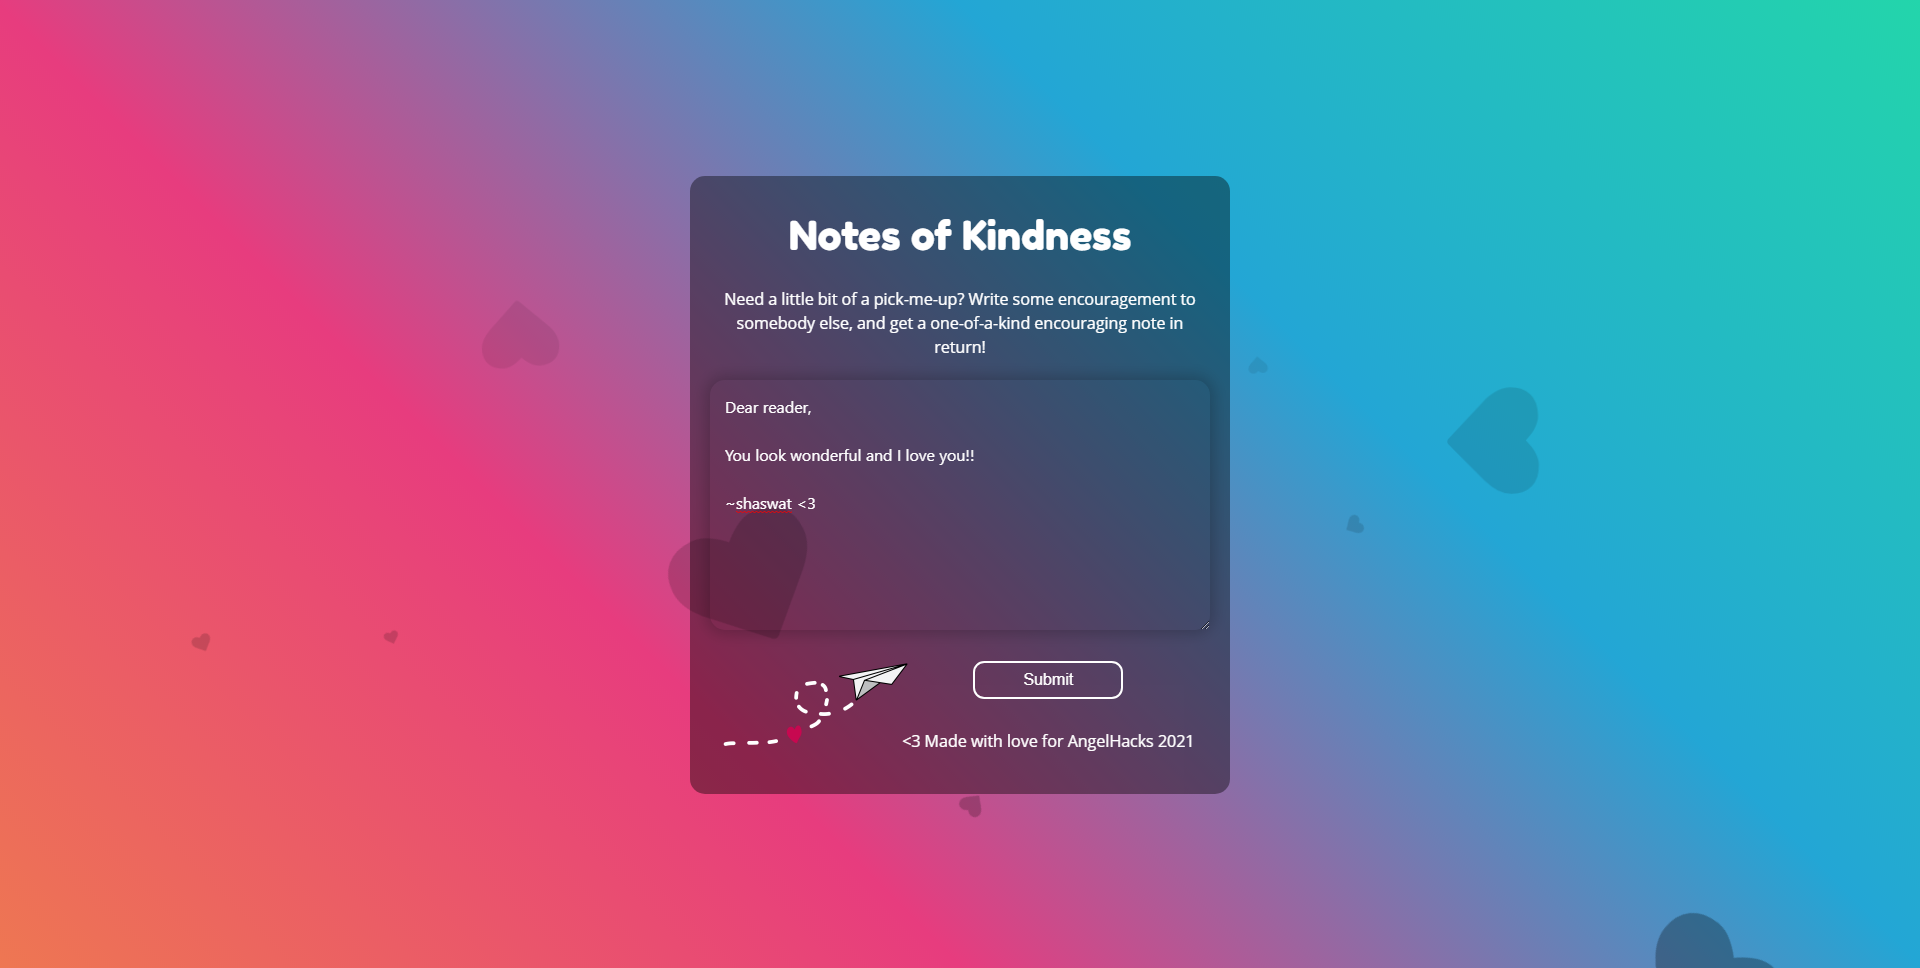 Notes of Kindness
Need a little bit of a pick-me-up? Write some encouragement to
somebody else, and get a one-of-a-kind encouraging note in
return!
Dear reader,
You look wonderful and I love you!!
~shaswat <3
Submit
<3 Made with love for AngelHacks 2021